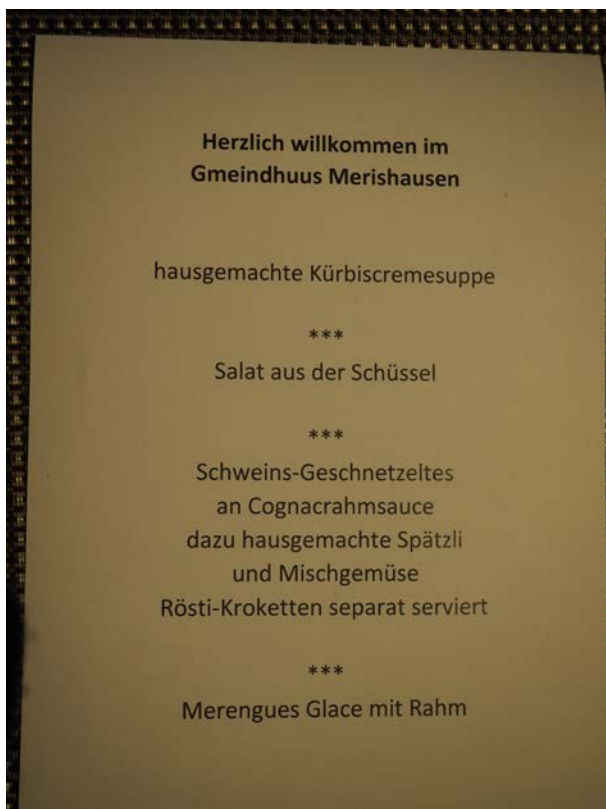 Herzlich willkommen im
Gmeindhuus Merishausen
hausgemachte Kürbiscremesuppe
***
Salat aus der Schüssel
***
Schweins-Geschnetzeltes
an Cognacrahmsauce
dazu hausgemachte Spätzli
und Mischgemüse
Rösti-Kroketten separat serviert
***
Merengues Glace mit Rahm